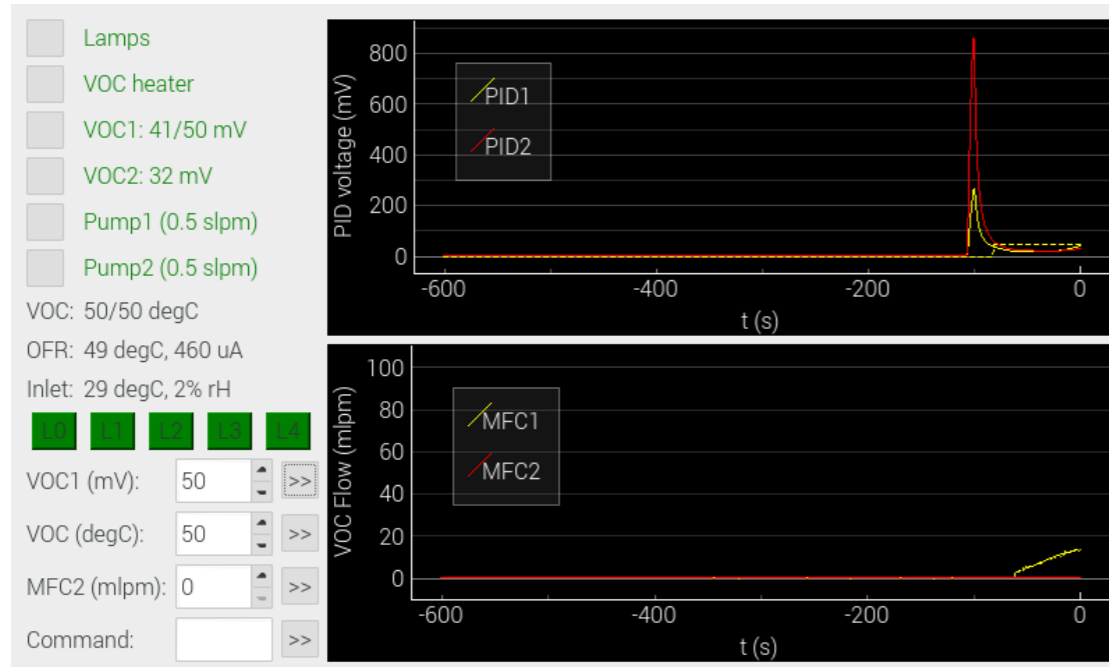 Lamps
VOC heater
VOC1: 41/50 mV
VOC2: 32 mV
Pump1 (0.5 slpm)
Pump2 (0.5 slpm)
VOC: 50/50 degC
OFR: 49 degC, 460 uA
Inlet: 29 degC, 2% rH
L0 L1 L2 L3 L4
VOC1 (mV): 50 >>
VOC (degC): 50 >>
MFC2 (mlpm): 0 >>
Command: >>
PID voltage (mV)
800
600
400
200
0
PID1
PID2
-600 -400 -200 0
t (s)
VOC Flow (mlpm)
100
80
60
40
20
0
MFC1
MFC2
-600 -400 -200 0
t (s)